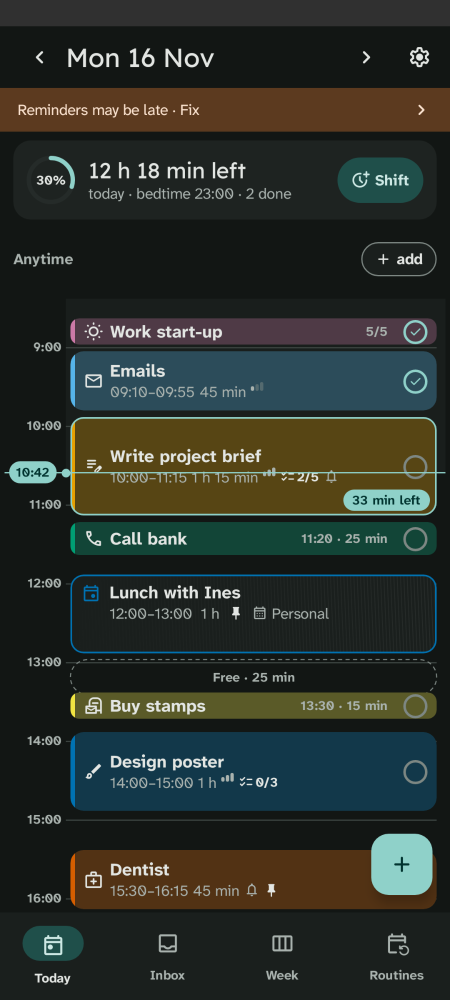 Mon 16 Nov
Reminders may be late · Fix
30%
12 h 18 min left
today · bedtime 23:00 · 2 done
Shift
Anytime
+ add
Work start-up
5/5
9:00
Emails
09:10–09:55 45 min
10:00
Write project brief
10:00–11:15 1 h 15 min 2/5
10:42
33 min left
11:00
Call bank
11:20 · 25 min
12:00
Lunch with Ines
12:00–13:00 1 h Personal
13:00
Free · 25 min
Buy stamps
13:30 · 15 min
14:00
Design poster
14:00–15:00 1 h 0/3
15:00
Dentist
15:30–16:15 45 min
16:00
Today
Inbox
Week
Routines